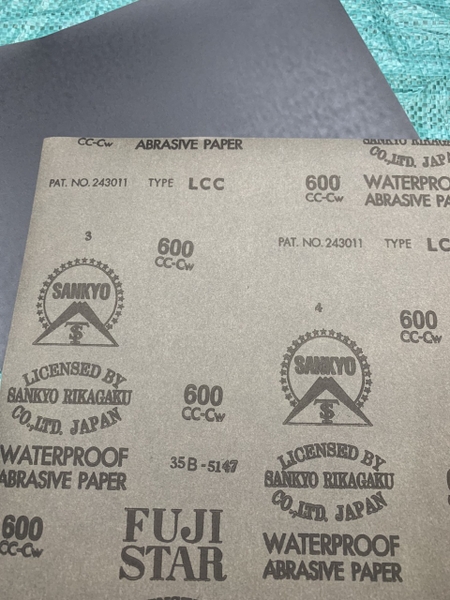 CC-Cw ABRASIVE PAPER
SANKYO RIKAGAKU
CO.,LTD. JAPAN
PAT. NO. 243011 TYPE LCC
600
CC-Cw
WATERPROOF
ABRASIVE PA
3
600
CC-Cw
PAT. NO. 243011 TYPE LC
SANKYO
TS
4
600
CC-Cw
SANKYO
TS
LICENSED BY
SANKYO RIKAGAKU
CO.,LTD. JAPAN
600
CC-Cw
WATERPROOF
ABRASIVE PAPER
35B-5147
LICENSED BY
SANKYO RIKAGAKU
CO.,LTD. JAPAN
600
CC-Cw
FUJI
STAR
WATERPROOF
ABRASIVE PAPER